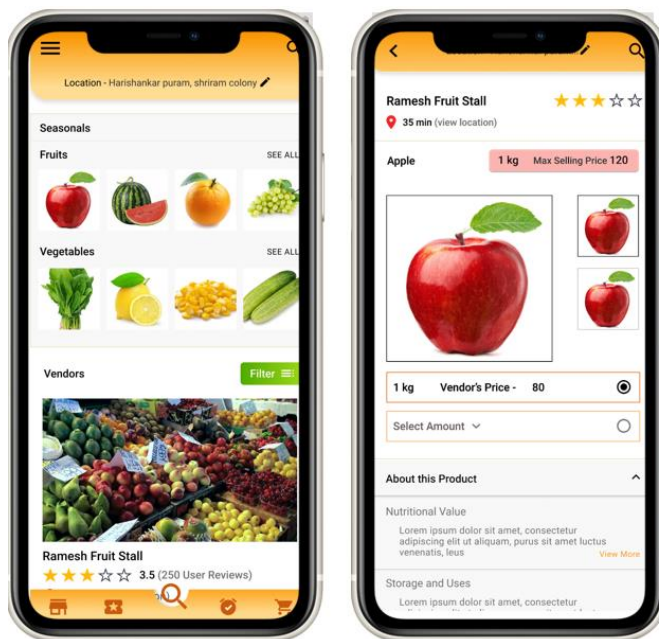 Location - Harishankar puram, shriram colony
Seasonals
Fruits
SEE ALL
Vegetables
SEE ALL
Vendors
Filter
Ramesh Fruit Stall
3.5 (250 User Reviews)
Ramesh Fruit Stall
35 min (view location)
Apple
1 kg Max Selling Price 120
1 kg Vendor's Price - 80
Select Amount
About this Product
Nutritional Value
Lorem ipsum dolor sit amet, consectetur
adipiscing elit ut aliquam, purus sit amet luctus
venenatis, leus
View More
Storage and Uses
Lorem ipsum dolor sit amet, consectetur